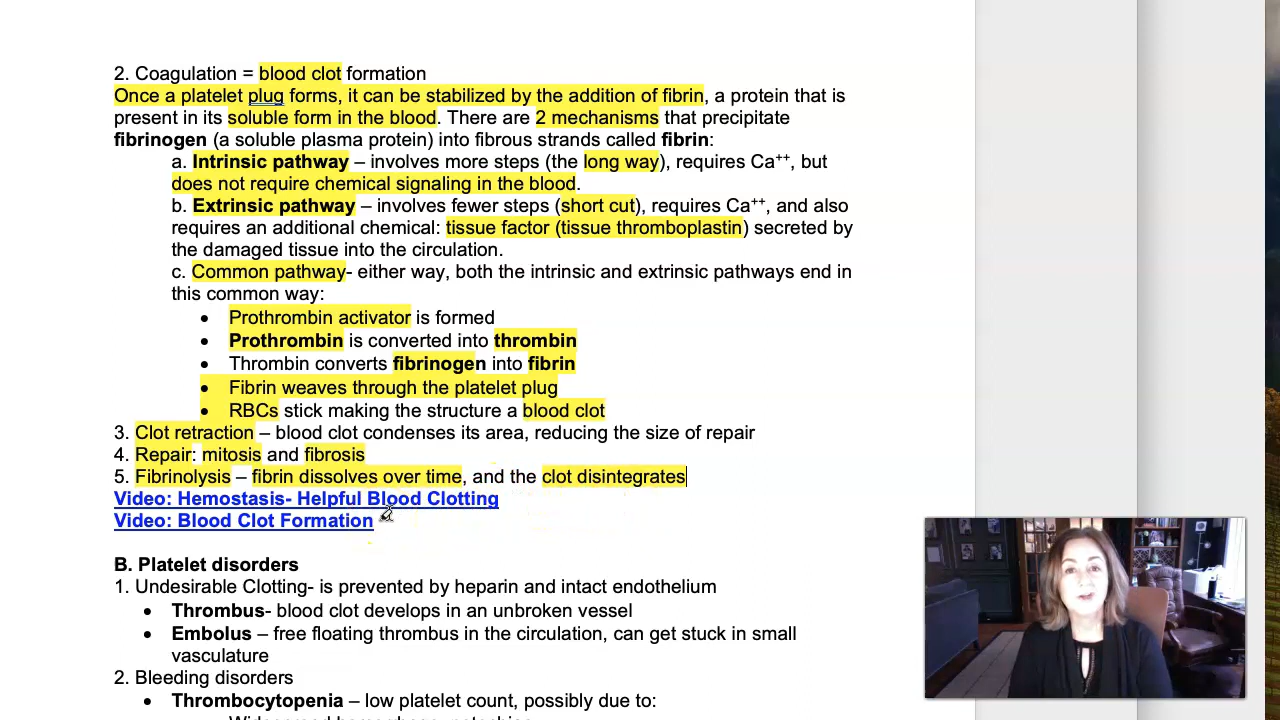 2. Coagulation = blood clot formation
Once a platelet plug forms, it can be stabilized by the addition of fibrin, a protein that is
present in its soluble form in the blood. There are 2 mechanisms that precipitate
fibrinogen (a soluble plasma protein) into fibrous strands called fibrin:
a. Intrinsic pathway – involves more steps (the long way), requires Ca⁺⁺, but
does not require chemical signaling in the blood.
b. Extrinsic pathway – involves fewer steps (short cut), requires Ca⁺⁺, and also
requires an additional chemical: tissue factor (tissue thromboplastin) secreted by
the damaged tissue into the circulation.
c. Common pathway- either way, both the intrinsic and extrinsic pathways end in
this common way:
• Prothrombin activator is formed
• Prothrombin is converted into thrombin
• Thrombin converts fibrinogen into fibrin
• Fibrin weaves through the platelet plug
• RBCs stick making the structure a blood clot
3. Clot retraction – blood clot condenses its area, reducing the size of repair
4. Repair: mitosis and fibrosis
5. Fibrinolysis – fibrin dissolves over time, and the clot disintegrates
Video: Hemostasis- Helpful Blood Clotting
Video: Blood Clot Formation
B. Platelet disorders
1. Undesirable Clotting- is prevented by heparin and intact endothelium
• Thrombus- blood clot develops in an unbroken vessel
• Embolus – free floating thrombus in the circulation, can get stuck in small
vasculature
2. Bleeding disorders
• Thrombocytopenia – low platelet count, possibly due to: